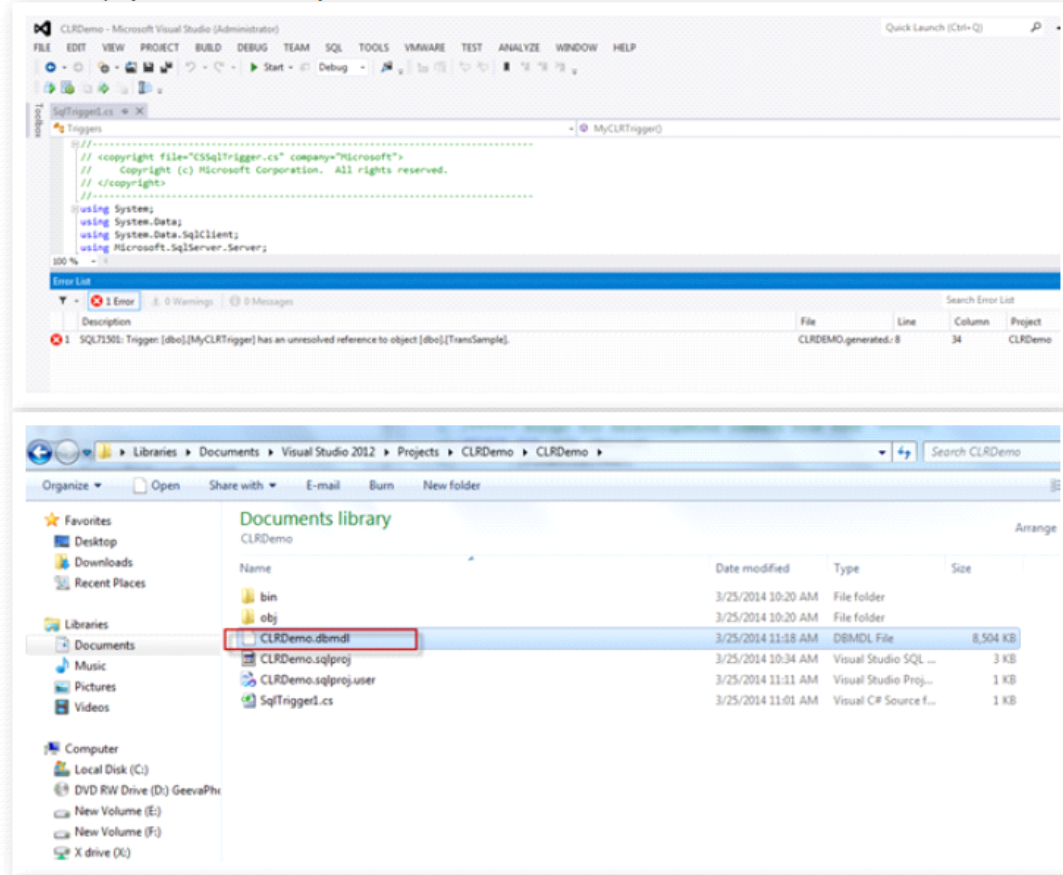 CLRDemo - Microsoft Visual Studio (Administrator)
Quick Launch (Ctrl+Q)
FILE EDIT VIEW PROJECT BUILD DEBUG TEAM SQL TOOLS VMWARE TEST ANALYZE WINDOW HELP
Start Debug
Toolbox
SqlTrigger1.cs
Triggers
MyCLRTrigger()
//------------------------------------------------------------------------------
// <copyright file="CSSqlTrigger.cs" company="Microsoft">
// Copyright (c) Microsoft Corporation. All rights reserved.
// </copyright>
//------------------------------------------------------------------------------
using System;
using System.Data;
using System.Data.SqlClient;
using Microsoft.SqlServer.Server;
100 %
Error List
1 Error 0 Warnings 0 Messages
Search Error List
Description File Line Column Project
1 SQL71501: Trigger: [dbo].[MyCLRTrigger] has an unresolved reference to object [dbo].[TransSample]. CLRDEMO.generated.: 8 34 CLRDemo
Libraries Documents Visual Studio 2012 Projects CLRDemo CLRDemo
Search CLRDemo
Organize Open Share with E-mail Burn New folder
Favorites
Desktop
Downloads
Recent Places
Libraries
Documents
Music
Pictures
Videos
Computer
Local Disk (C:)
DVD RW Drive (D:) GeevaPho
New Volume (E:)
New Volume (F:)
X drive (X:)
Documents library
CLRDemo
Arrange
Name Date modified Type Size
bin 3/25/2014 10:20 AM File folder
obj 3/25/2014 10:20 AM File folder
CLRDemo.dbmdl 3/25/2014 11:18 AM DBMDL File 8,504 KB
CLRDemo.sqlproj 3/25/2014 10:34 AM Visual Studio SQL ... 3 KB
CLRDemo.sqlproj.user 3/25/2014 11:11 AM Visual Studio Proj... 1 KB
SqlTrigger1.cs 3/25/2014 11:01 AM Visual C# Source f... 1 KB